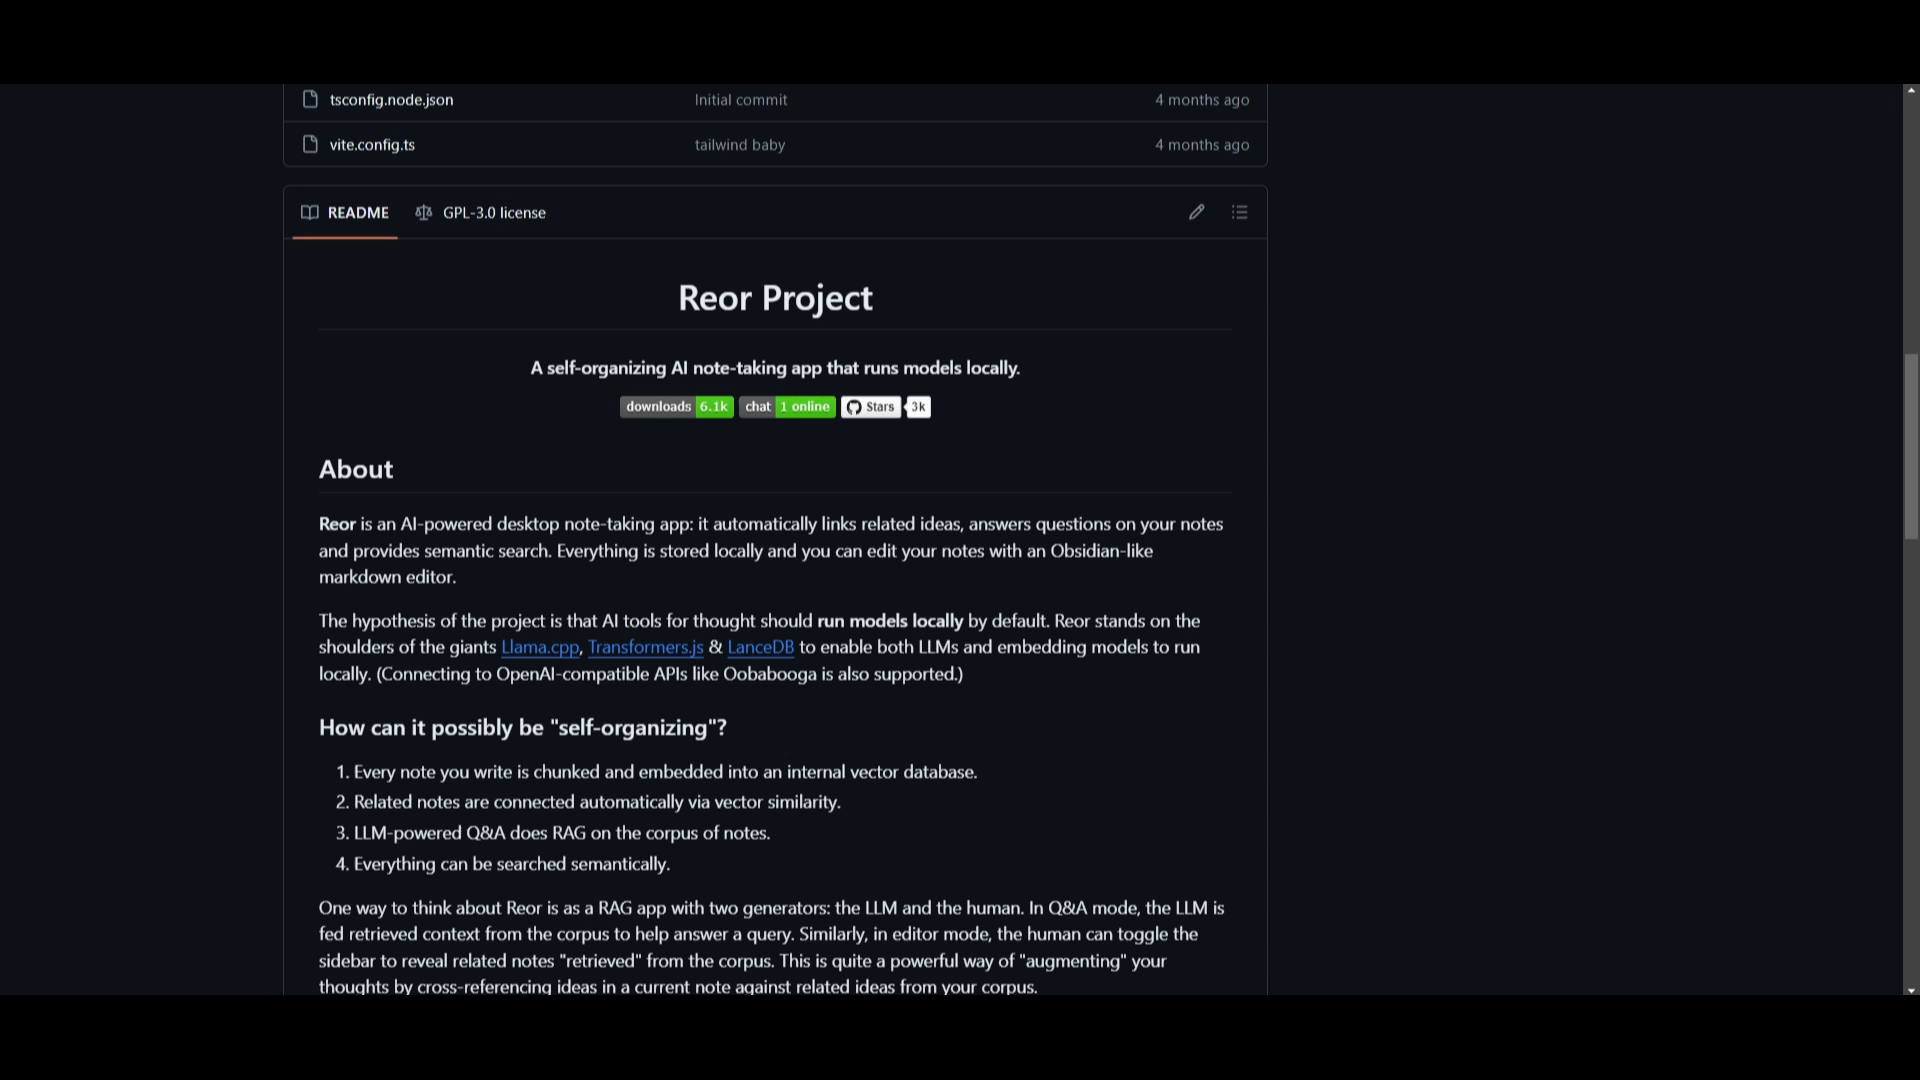 tsconfig.node.json Initial commit 4 months ago
vite.config.ts tailwind baby 4 months ago
README GPL-3.0 license
Reor Project
A self-organizing AI note-taking app that runs models locally.
downloads 6.1k chat 1 online Stars 3k
About
Reor is an AI-powered desktop note-taking app: it automatically links related ideas, answers questions on your notes
and provides semantic search. Everything is stored locally and you can edit your notes with an Obsidian-like
markdown editor.
The hypothesis of the project is that AI tools for thought should run models locally by default. Reor stands on the
shoulders of the giants Llama.cpp, Transformers.js & LanceDB to enable both LLMs and embedding models to run
locally. (Connecting to OpenAI-compatible APIs like Oobabooga is also supported.)
How can it possibly be "self-organizing"?
1. Every note you write is chunked and embedded into an internal vector database.
2. Related notes are connected automatically via vector similarity.
3. LLM-powered Q&A does RAG on the corpus of notes.
4. Everything can be searched semantically.
One way to think about Reor is as a RAG app with two generators: the LLM and the human. In Q&A mode, the LLM is
fed retrieved context from the corpus to help answer a query. Similarly, in editor mode, the human can toggle the
sidebar to reveal related notes "retrieved" from the corpus. This is quite a powerful way of "augmenting" your
thoughts by cross-referencing ideas in a current note against related ideas from your corpus.